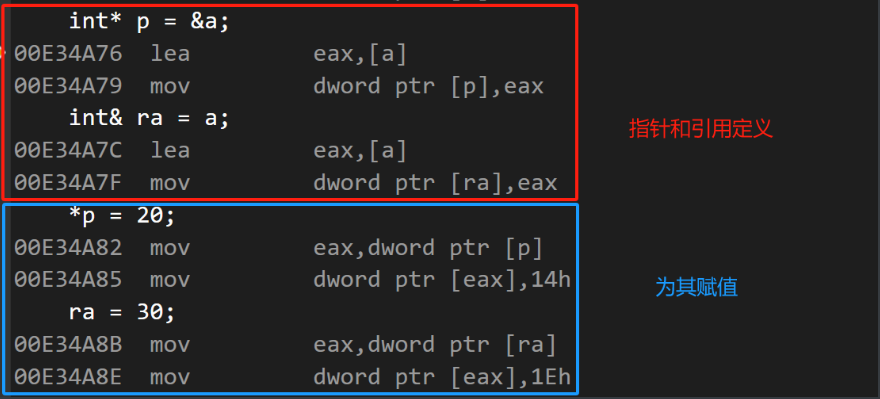 int* p = &a;
00E34A76 lea eax,[a]
00E34A79 mov dword ptr [p],eax
int& ra = a;
00E34A7C lea eax,[a]
00E34A7F mov dword ptr [ra],eax
指针和引用定义
*p = 20;
00E34A82 mov eax,dword ptr [p]
00E34A85 mov dword ptr [eax],14h
ra = 30;
00E34A8B mov eax,dword ptr [ra]
00E34A8E mov dword ptr [eax],1Eh
为其赋值